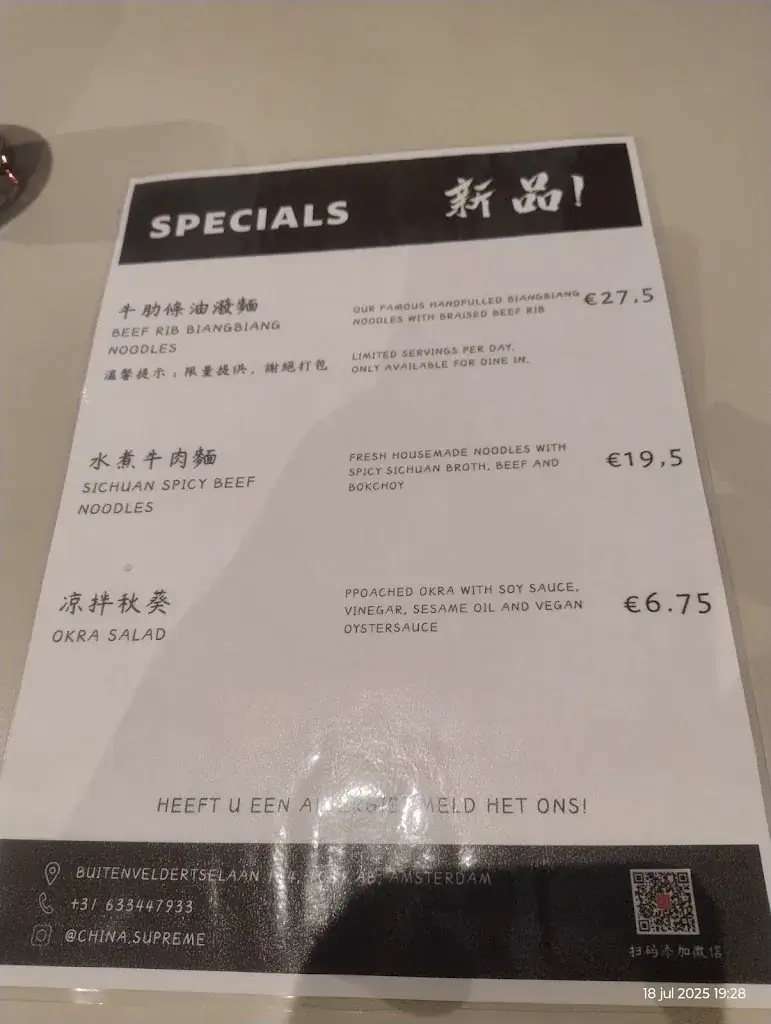 SPECIALS 新品!
牛肋條油潑麵
BEEF RIB BIANGBIANG
NOODLES
溫馨提示：限量提供，謝絕打包
OUR FAMOUS HANDPULLED BIANGBIANG
NOODLES WITH BRAISED BEEF RIB
LIMITED SERVINGS PER DAY.
ONLY AVAILABLE FOR DINE IN.
€27,5
水煮牛肉麵
SICHUAN SPICY BEEF
NOODLES
FRESH HOUSEMADE NOODLES WITH
SPICY SICHUAN BROTH, BEEF AND
BOKCHOY
€19,5
凉拌秋葵
OKRA SALAD
PPOACHED OKRA WITH SOY SAUCE,
VINEGAR, SESAME OIL AND VEGAN
OYSTERSAUCE
€6.75
HEEFT U EEN ALLERGIE? MELD HET ONS!
BUITENVELDERTSELAAN AB, AMSTERDAM
+31 633447933
@CHINA.SUPREME
扫码添加微信
18 jul 2025 19:28